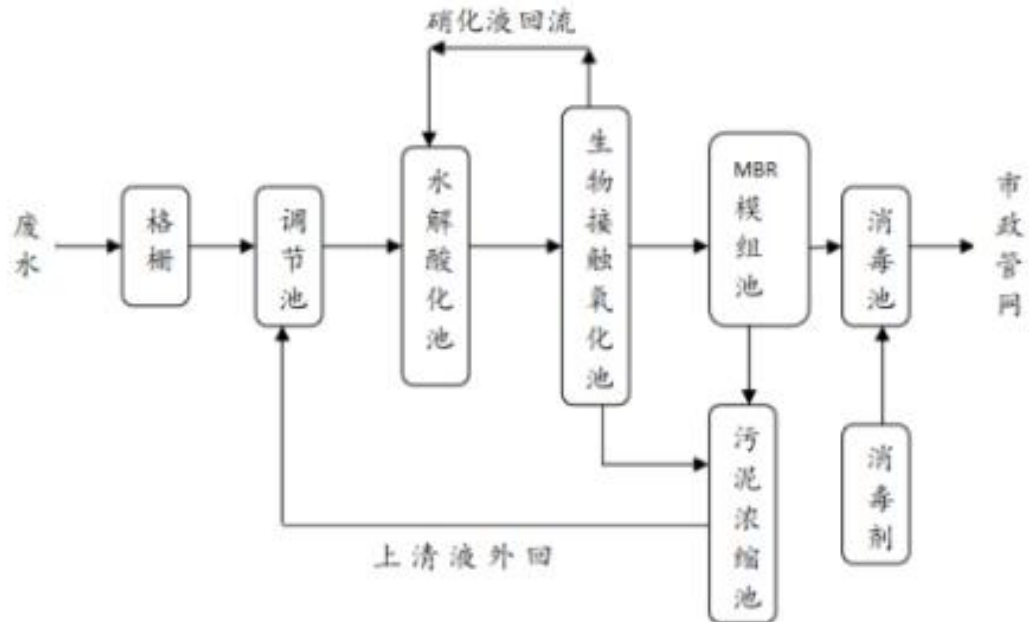 硝化液回流
废水
格栅
调节池
水解酸化池
生物接触氧化池
MBR
模组池
消毒池
市政管网
污泥浓缩池
消毒剂
上清液外回